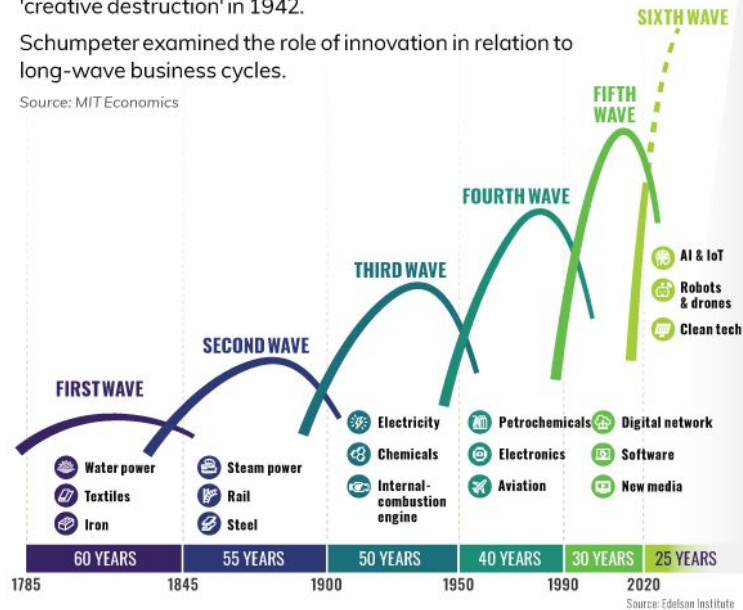 'creative destruction' in 1942.
Schumpeter examined the role of innovation in relation to
long-wave business cycles.
Source: MIT Economics
SIXTH WAVE
FIFTH
WAVE
FOURTH WAVE
THIRD WAVE
SECOND WAVE
FIRST WAVE
AI & IoT
Robots
& drones
Clean tech
Water power
Textiles
Iron
Steam power
Rail
Steel
Electricity
Chemicals
Internal-
combustion
engine
Petrochemicals
Electronics
Aviation
Digital network
Software
New media
60 YEARS
55 YEARS
50 YEARS
40 YEARS
30 YEARS
25 YEARS
1785
1845
1900
1950
1990
2020
Source: Edelson Institute